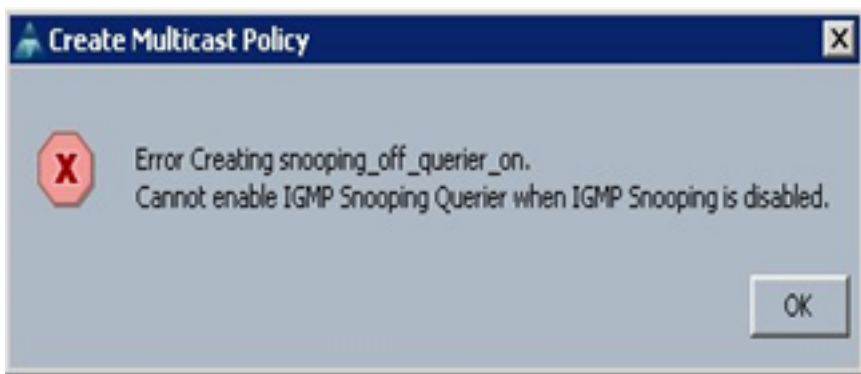 Create Multicast Policy
Error Creating snooping_off_querier_on.
Cannot enable IGMP Snooping Querier when IGMP Snooping is disabled.
OK